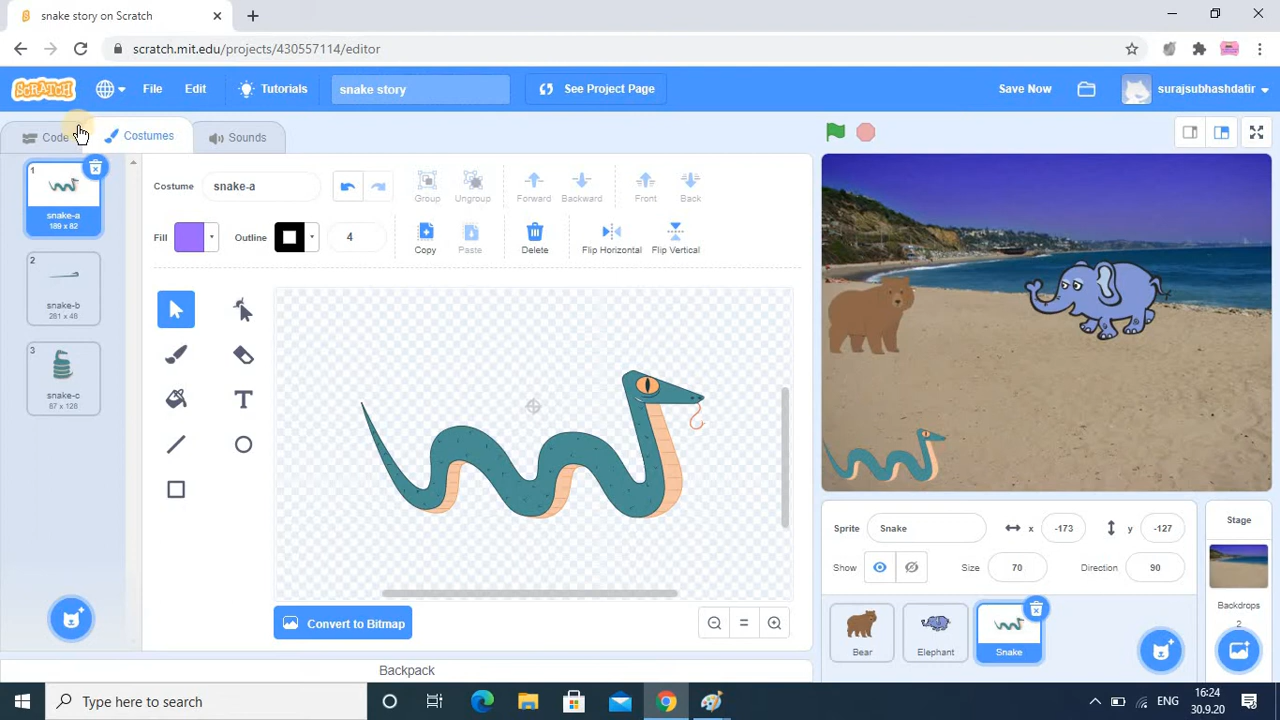 snake story on Scratch
scratch.mit.edu/projects/430557114/editor
SCRATCH
File
Edit
Tutorials
snake story
See Project Page
Save Now
surajsubhashdatir
Code
Costumes
Sounds
1
snake-a
189 x 82
2
snake-b
281 x 48
3
snake-c
87 x 128
Costume
snake-a
Group
Ungroup
Forward
Backward
Front
Back
Fill
Outline
4
Copy
Paste
Delete
Flip Horizontal
Flip Vertical
T
Convert to Bitmap
Sprite
Snake
x
-173
y
-127
Show
Size
70
Direction
90
Bear
Elephant
Snake
Stage
Backdrops
2
Backpack
Type here to search
ENG
16:24
30.9.20